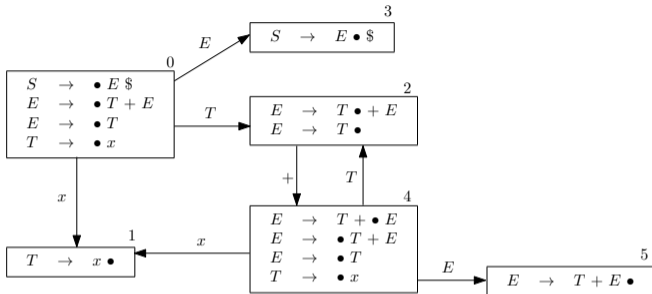 3
S → E • $
E
0
S → • E $
E → • T + E
E → • T
T → • x
T
2
E → T • + E
E → T •
x
+
T
4
E → T + • E
E → • T + E
E → • T
T → • x
1
T → x •
x
E
5
E → T + E •